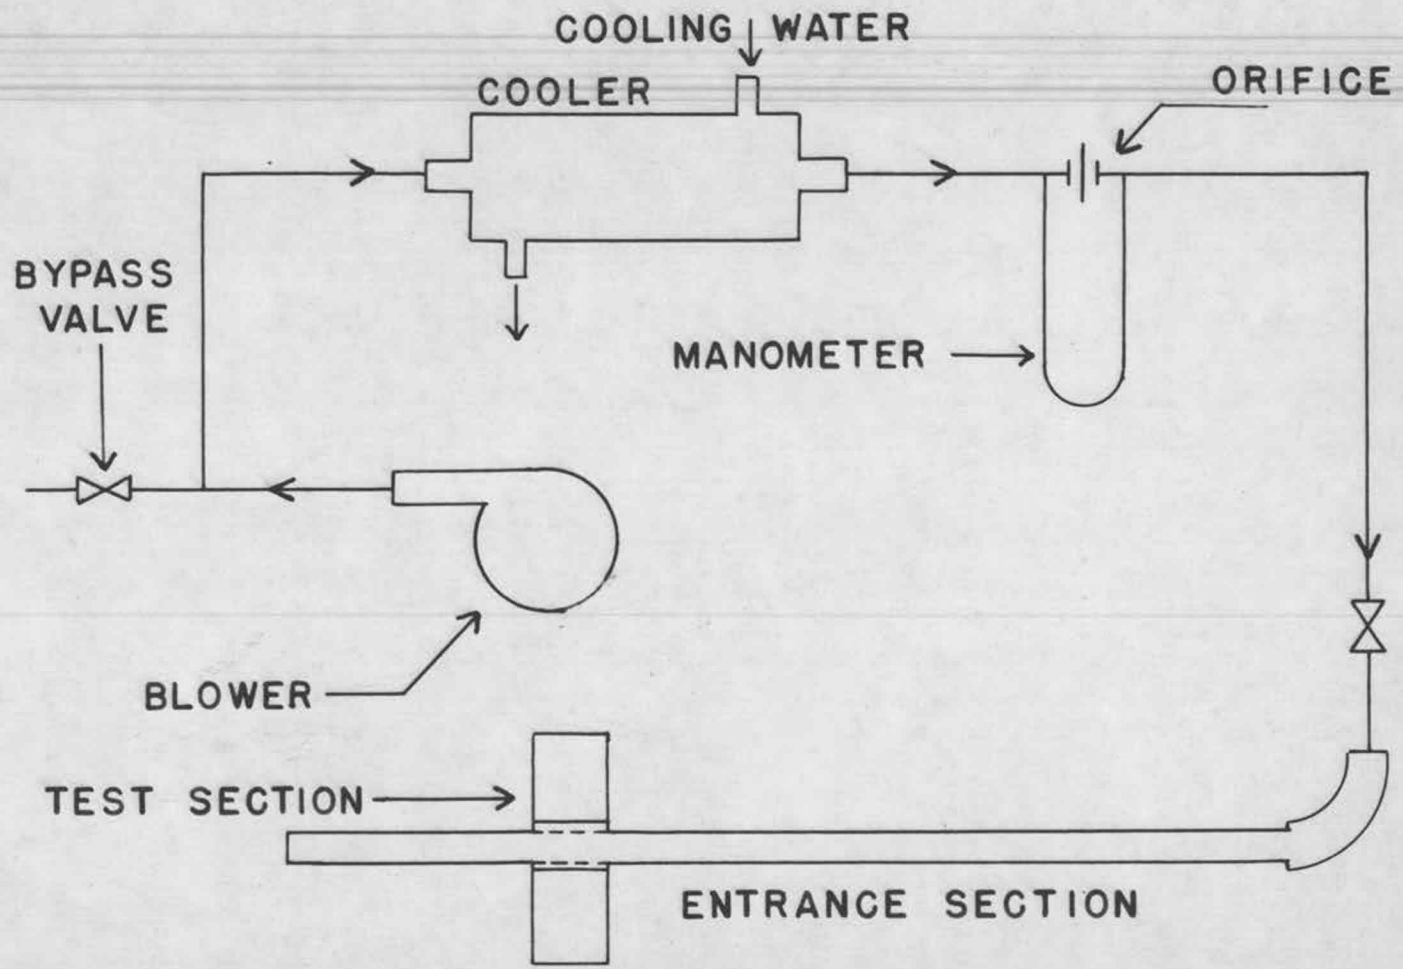 COOLING WATER
COOLER
ORIFICE
BYPASS
VALVE
MANOMETER
BLOWER
TEST SECTION
ENTRANCE SECTION